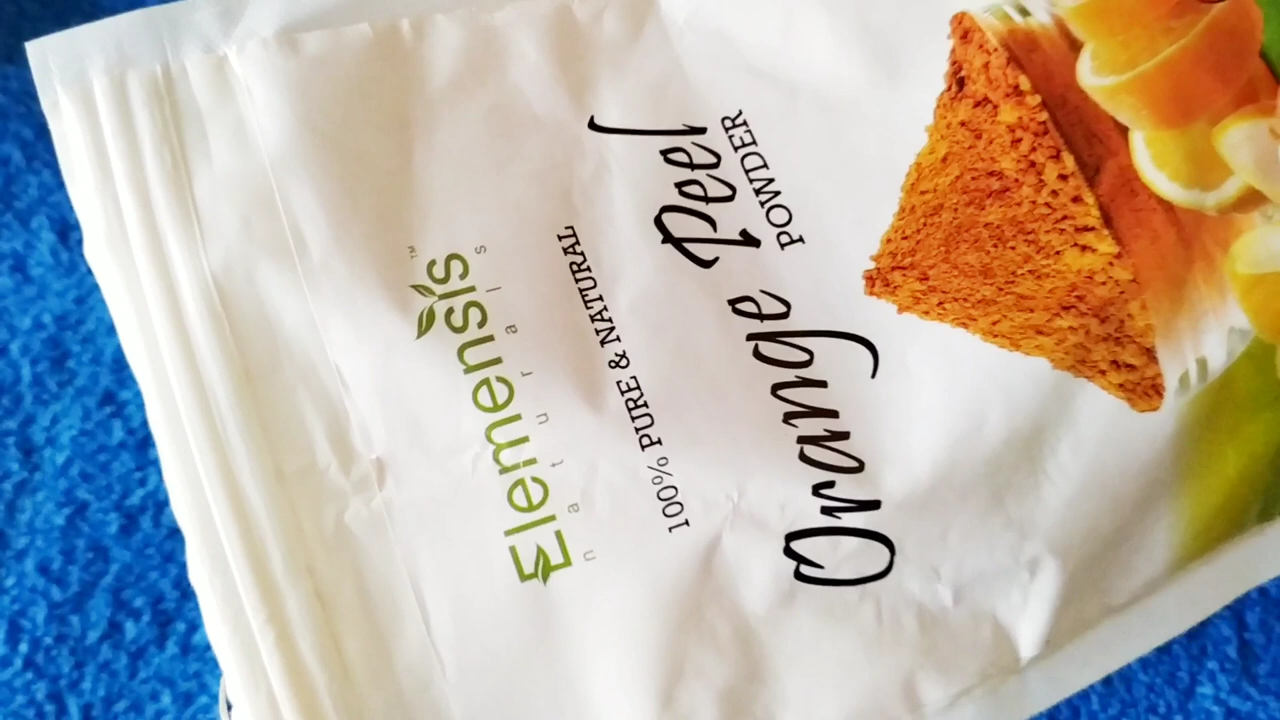 Elemensis™
naturals
100% PURE & NATURAL
Orange Peel
POWDER